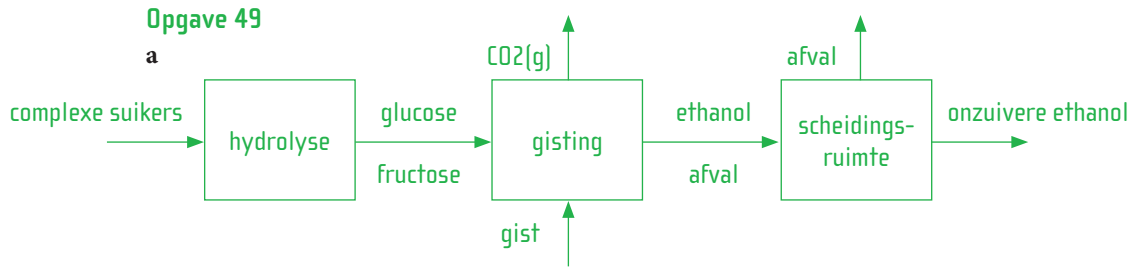 Opgave 49
a
complexe suikers
hydrolyse
glucose
fructose
CO2(g)
gisting
gist
ethanol
afval
afval
scheidings-
ruimte
onzuivere ethanol